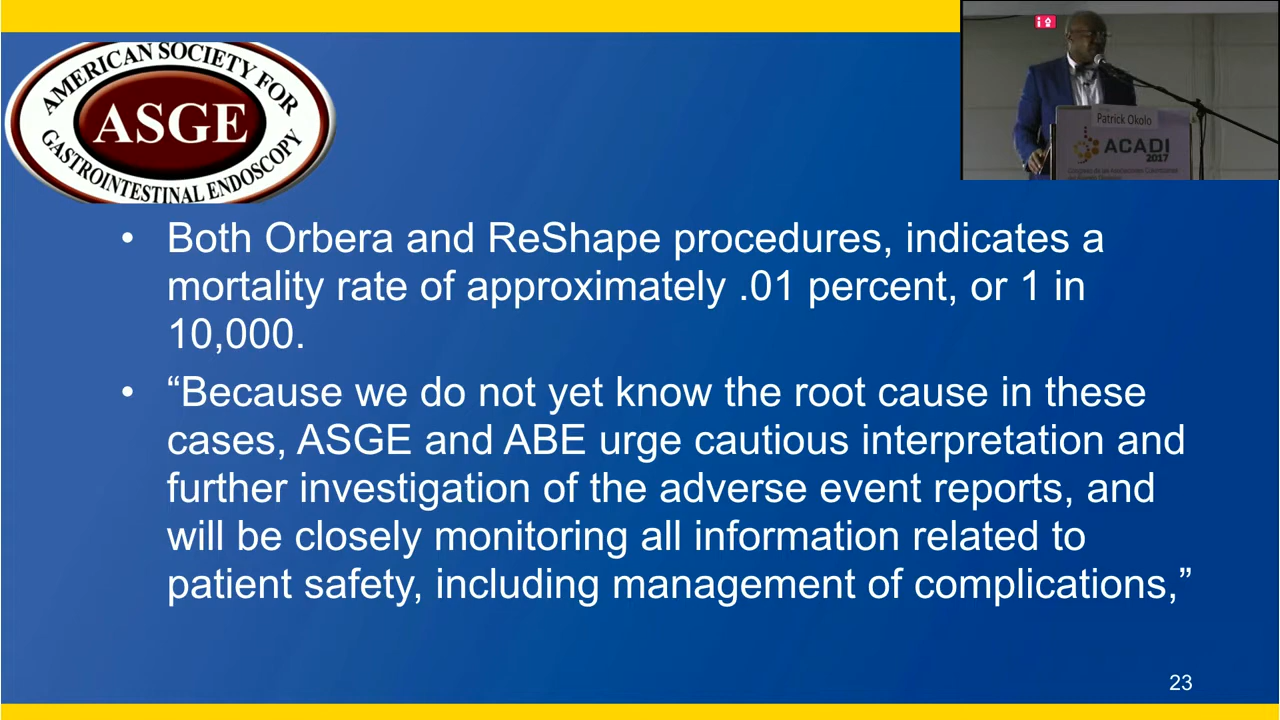 AMERICAN SOCIETY FOR
ASGE
GASTROINTESTINAL ENDOSCOPY
Patrick Okolo
ACADI
2017
• Both Orbera and ReShape procedures, indicates a
mortality rate of approximately .01 percent, or 1 in
10,000.
• “Because we do not yet know the root cause in these
cases, ASGE and ABE urge cautious interpretation and
further investigation of the adverse event reports, and
will be closely monitoring all information related to
patient safety, including management of complications,”
23